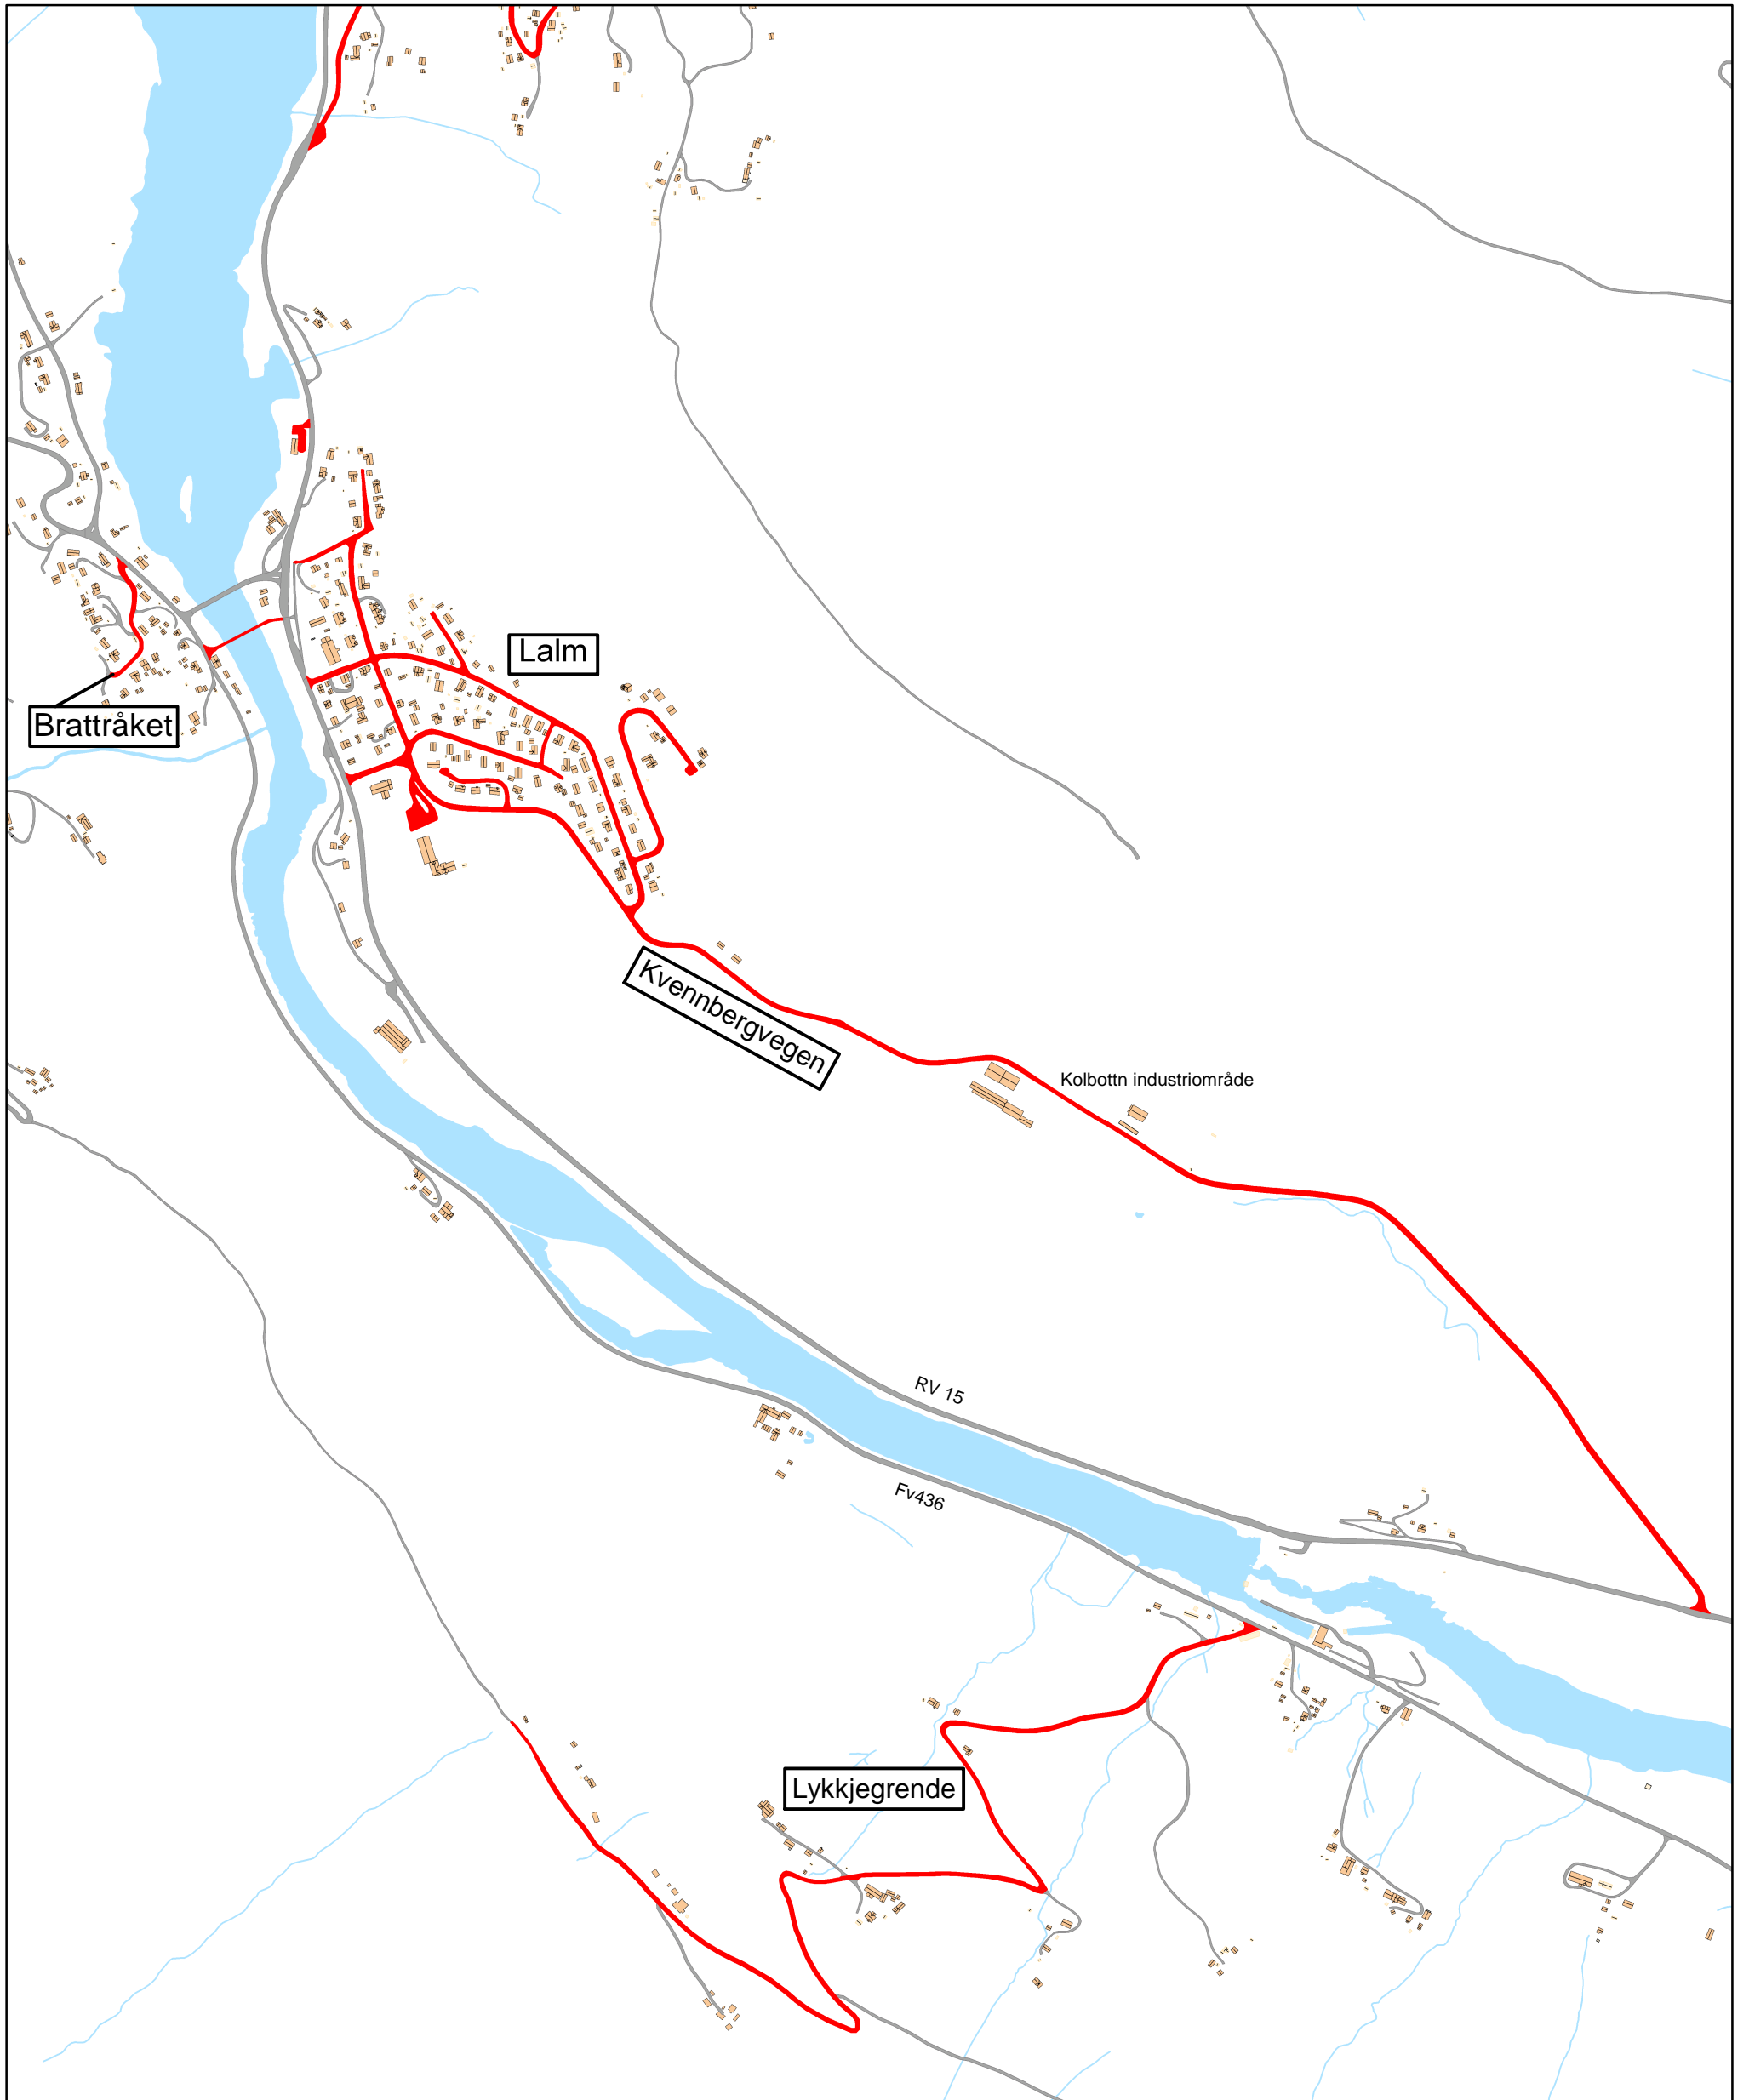 Lalm
Brattråket
Kvennbergvegen
Kolbottn industriområde
RV 15
Fv436
Lykkjegrende